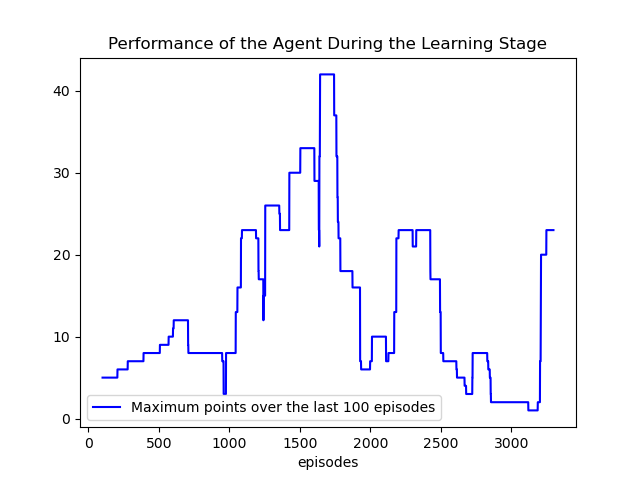 Performance of the Agent During the Learning Stage
40
30
20
10
0
Maximum points over the last 100 episodes
0 500 1000 1500 2000 2500 3000
episodes